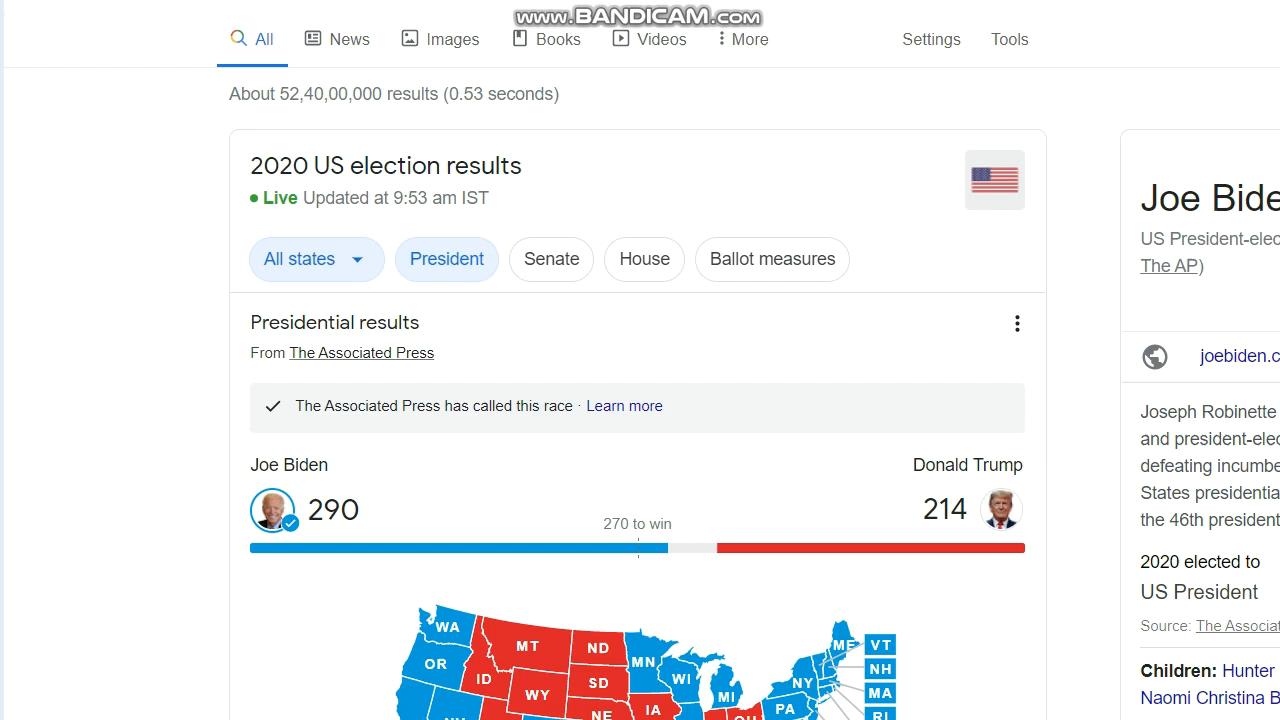 www.BANDICAM.com
All
News
Images
Books
Videos
More
Settings
Tools
About 52,40,00,000 results (0.53 seconds)
2020 US election results
Live Updated at 9:53 am IST
All states
President
Senate
House
Ballot measures
Presidential results
From The Associated Press
The Associated Press has called this race · Learn more
Joe Biden
Donald Trump
290
214
270 to win
WA
MT
ND
MN
ME
VT
OR
ID
SD
WI
NH
WY
MI
NY
MA
NE
IA
PA
OH
RI
Joe Bide
US President-elec
The AP)
joebiden.c
Joseph Robinette
and president-elec
defeating incumbe
States presidentia
the 46th president
2020 elected to
US President
Source: The Associat
Children: Hunter
Naomi Christina B